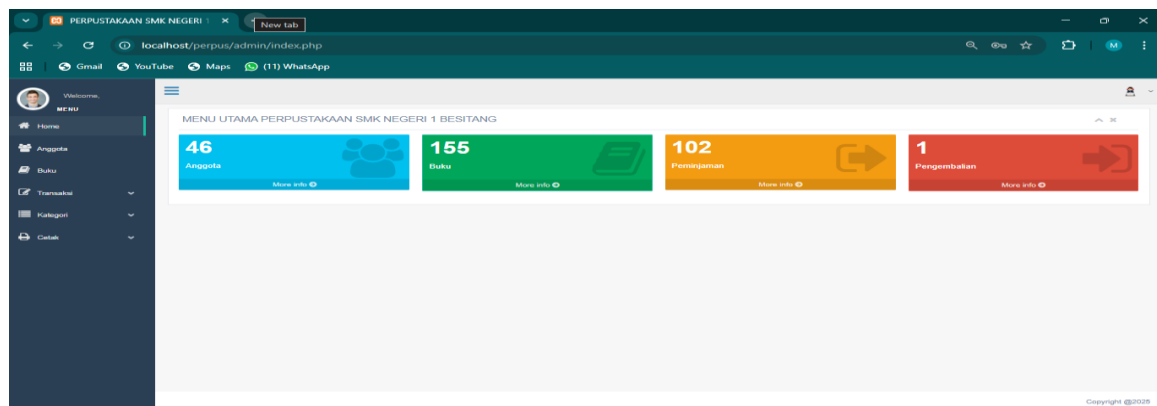 PERPUSTAKAAN SMK NEGERI 1
New tab
localhost/perpus/admin/index.php
M
Gmail YouTube Maps (11) WhatsApp
Welcome,
MENU
Home
Anggota
Buku
Transaksi
Kategori
Cetak
MENU UTAMA PERPUSTAKAAN SMK NEGERI 1 BESITANG
46
Anggota
More info
155
Buku
More info
102
Peminjaman
More info
1
Pengembalian
More info
Copyright @2025